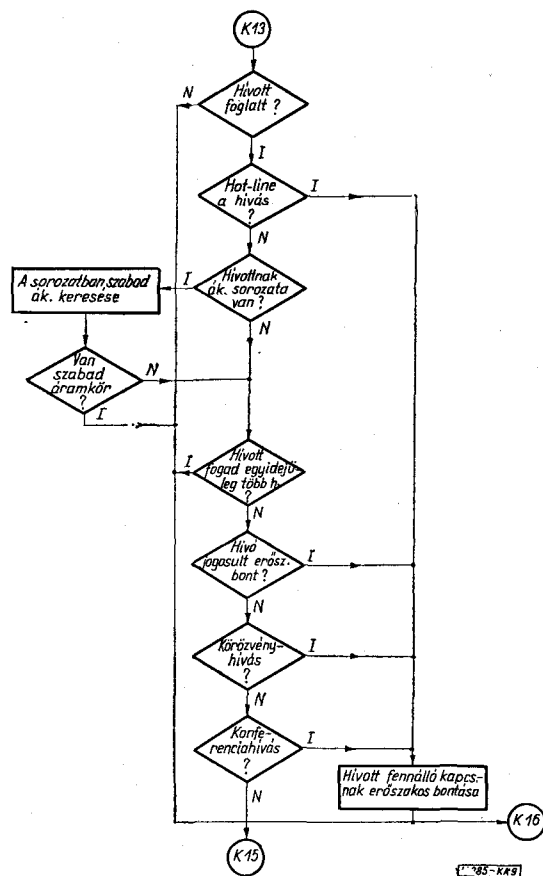 K13
N
Hívott
foglalt ?
I
Hot-line
a hívás
?
I
N
A sorozatban szabad
ák. keresése
I
Hívottnak
ák. sorozata
van ?
N
Van
szabad
áramkör
?
N
I
Hívott
fogad egyidejű-
leg több h.
?
I
N
Hívó
jogosult erősz.
bont ?
I
N
Körözvény-
hívás
?
I
N
Konfe-
renciahívás
?
I
N
Hívott fennálló kapcs.-
nak erőszakos bontása
K16
K15
285-KK9